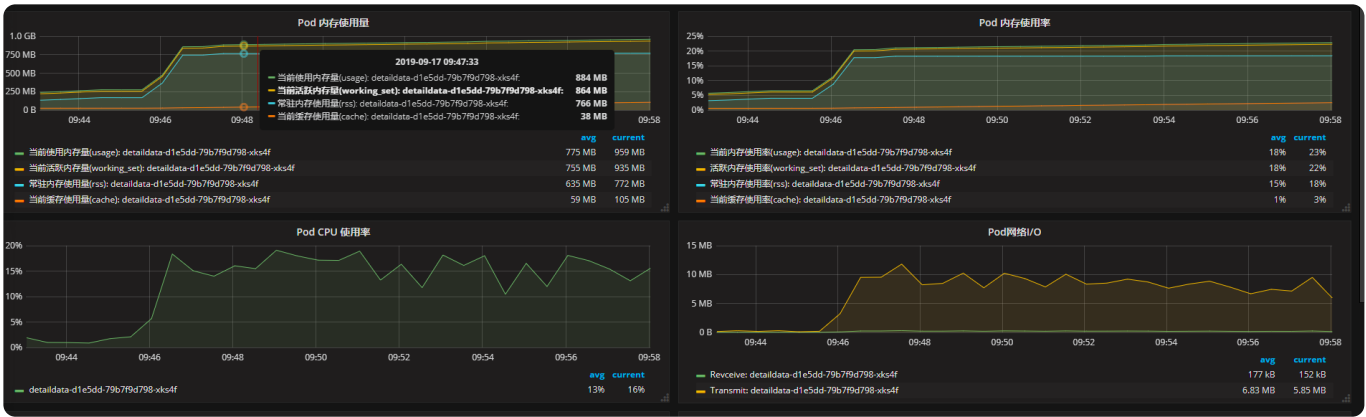 Pod 内存使用量
1.0 GB
750 MB
500 MB
250 MB
0 B
09:44
09:46
09:48
09:58
2019-09-17 09:47:33
当前使用内存量(usage): detaildata-d1e5dd-79b7f9d798-xks4f: 884 MB
当前活跃内存量(working_set): detaildata-d1e5dd-79b7f9d798-xks4f: 864 MB
常驻内存使用量(rss): detaildata-d1e5dd-79b7f9d798-xks4f: 766 MB
当前缓存使用量(cache): detaildata-d1e5dd-79b7f9d798-xks4f: 38 MB
avg current
当前使用内存量(usage): detaildata-d1e5dd-79b7f9d798-xks4f 775 MB 959 MB
当前活跃内存量(working_set): detaildata-d1e5dd-79b7f9d798-xks4f 755 MB 935 MB
常驻内存使用量(rss): detaildata-d1e5dd-79b7f9d798-xks4f 635 MB 772 MB
当前缓存使用量(cache): detaildata-d1e5dd-79b7f9d798-xks4f 59 MB 105 MB
Pod 内存使用率
25%
20%
15%
10%
5%
0%
09:44 09:46 09:48 09:50 09:52 09:54 09:56 09:58
avg current
当前内存使用率(usage): detaildata-d1e5dd-79b7f9d798-xks4f 18% 23%
活跃内存使用率(working_set): detaildata-d1e5dd-79b7f9d798-xks4f 18% 22%
常驻内存使用率(rss): detaildata-d1e5dd-79b7f9d798-xks4f 15% 18%
当前缓存使用率(cache): detaildata-d1e5dd-79b7f9d798-xks4f 1% 3%
Pod CPU 使用率
20%
15%
10%
5%
0%
09:44 09:46 09:48 09:50 09:52 09:54 09:56 09:58
avg current
detaildata-d1e5dd-79b7f9d798-xks4f 13% 16%
Pod网络I/O
15 MB
10 MB
5 MB
0 B
09:44 09:46 09:48 09:50 09:52 09:54 09:56 09:58
avg current
Revceive: detaildata-d1e5dd-79b7f9d798-xks4f 177 kB 152 kB
Transmit: detaildata-d1e5dd-79b7f9d798-xks4f 6.83 MB 5.85 MB